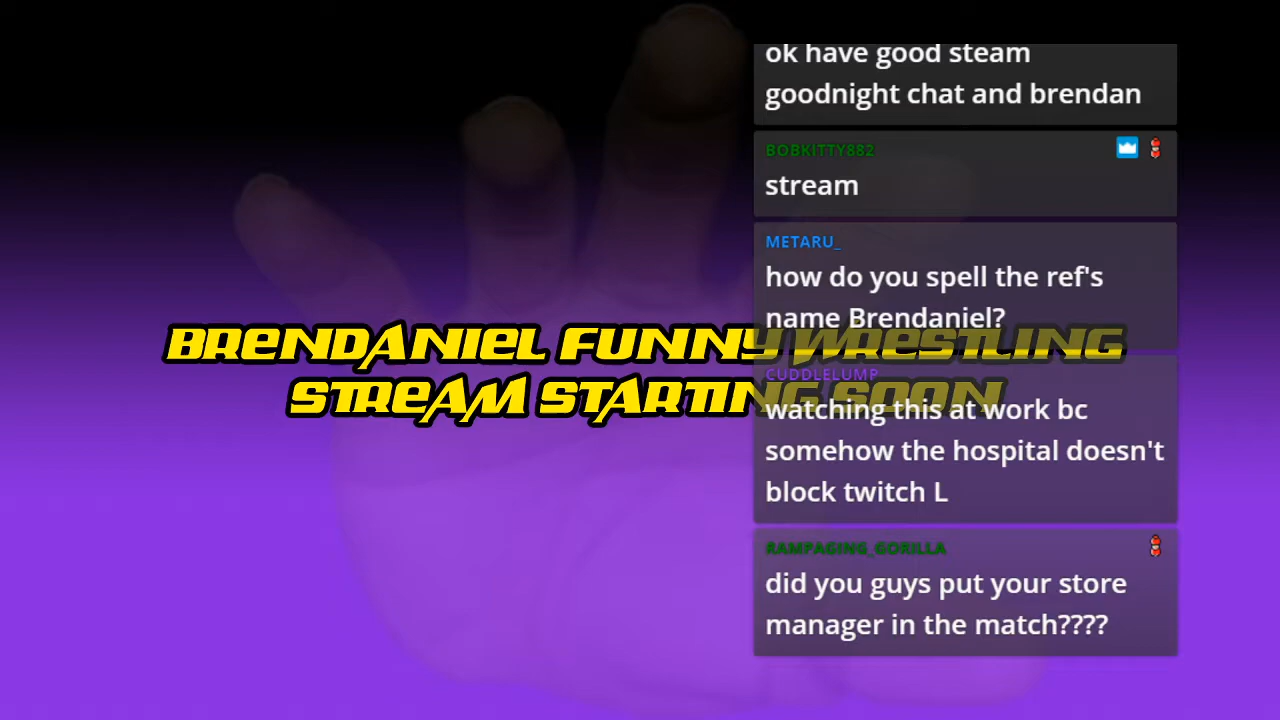 ok have good steam
goodnight chat and brendan
BOBKITTY882
stream
METARU_
how do you spell the ref's
name Brendaniel?
BRENDANIEL FUNNY WRESTLING
STREAM STARTING SOON
CUDDLELUMP
watching this at work bc
somehow the hospital doesn't
block twitch L
RAMPAGING_GORILLA
did you guys put your store
manager in the match????